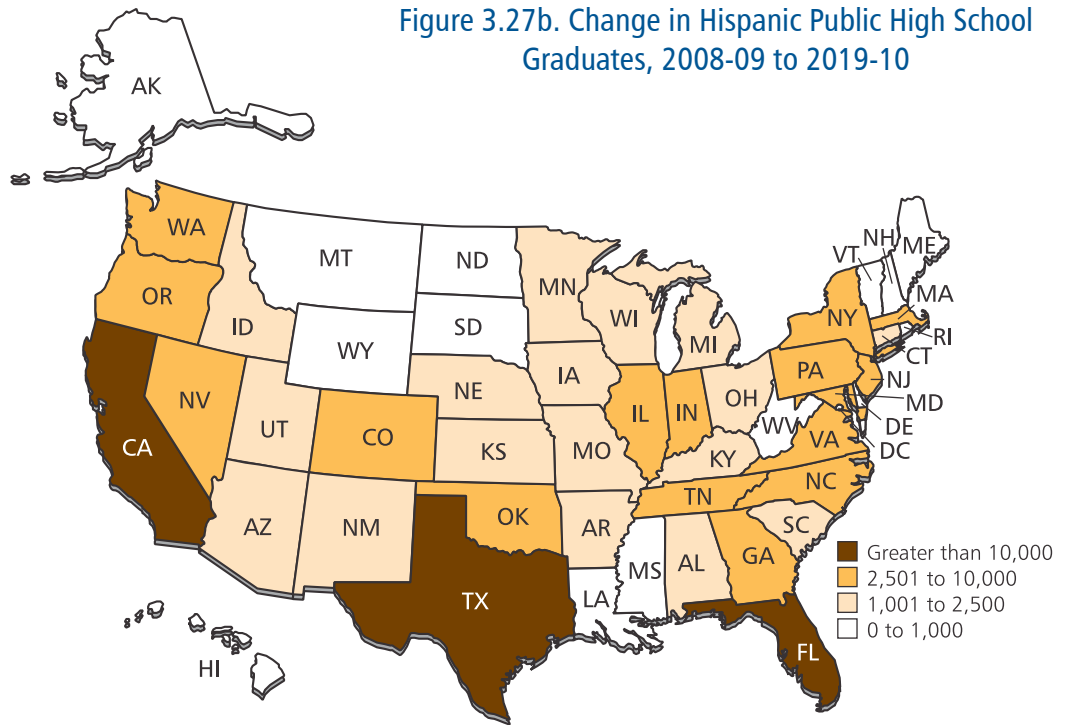 Figure 3.27b. Change in Hispanic Public High School
Graduates, 2008-09 to 2019-10
AK
WA
MT
ND
MN
VT
NH
ME
OR
ID
SD
WI
MI
NY
MA
RI
CT
WY
NE
IA
PA
NJ
MD
DE
DC
NV
UT
CO
KS
MO
IL
IN
OH
WV
VA
CA
KY
NC
TN
AZ
NM
OK
AR
SC
MS
AL
GA
TX
LA
FL
HI
Greater than 10,000
2,501 to 10,000
1,001 to 2,500
0 to 1,000